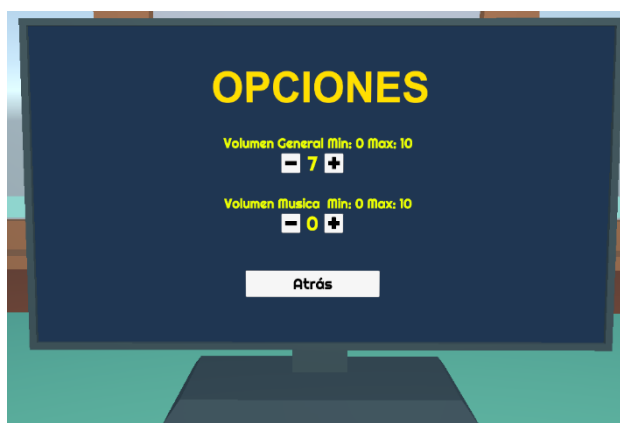 OPCIONES
Volumen General Min: 0 Max: 10
- 7 +
Volumen Musica Min: 0 Max: 10
- 0 +
Atrás